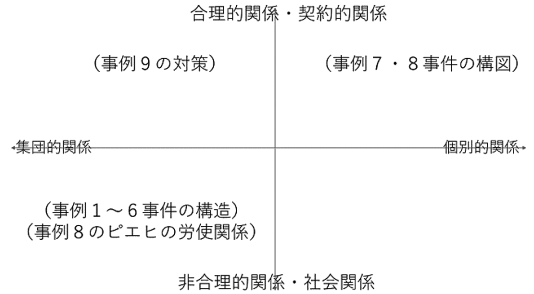 合理的関係・契約的関係
（事例９の対策）
（事例７・８事件の構図）
集団的関係
個別的関係
（事例１～６事件の構造）
（事例８のピエヒの労使関係）
非合理的関係・社会関係